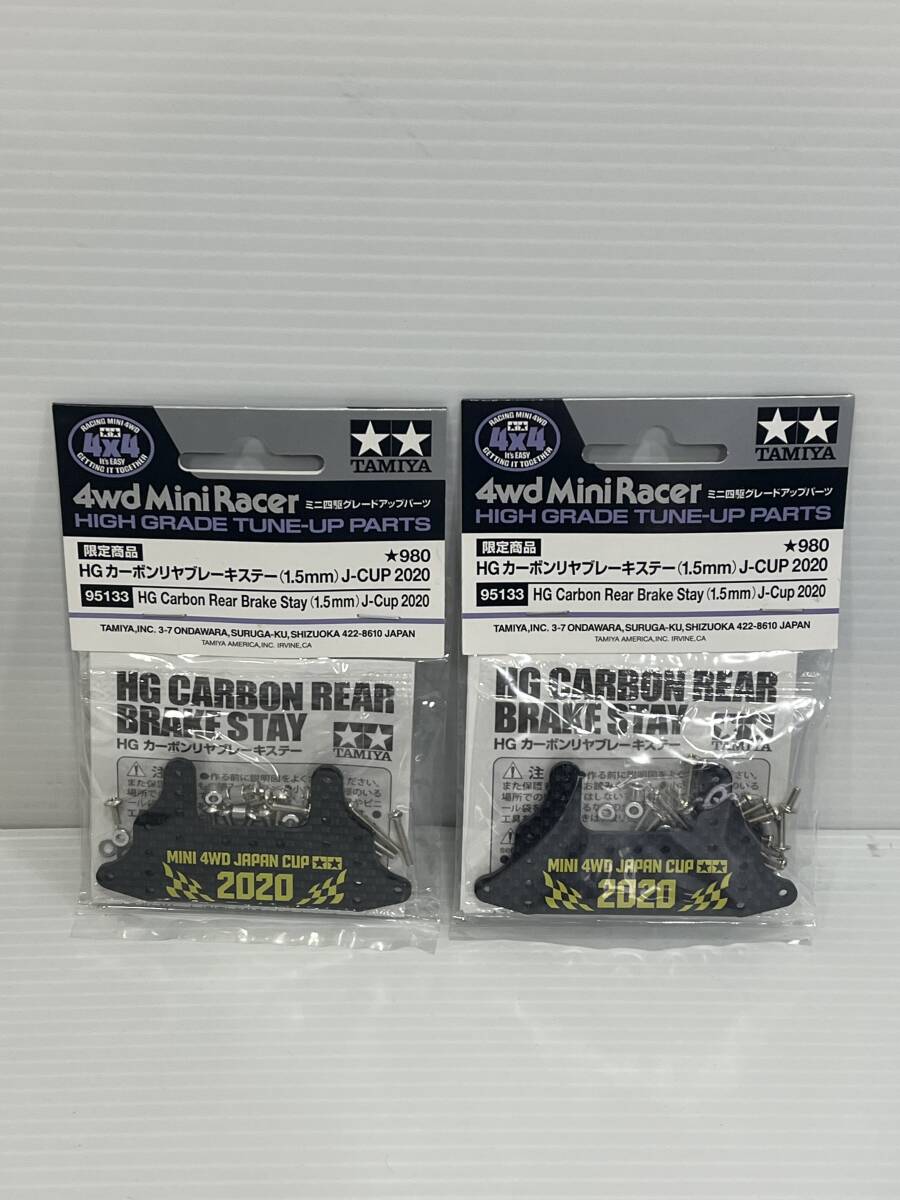 RACING MINI 4WD
4x4
It's EASY
GETTING IT TOGETHER
TAMIYA
4wd Mini Racer ミニ四駆グレードアップパーツ
HIGH GRADE TUNE-UP PARTS
限定商品 ★980
HG カーボンリヤブレーキステー(1.5mm) J-CUP 2020
95133 HG Carbon Rear Brake Stay (1.5mm) J-Cup 2020
TAMIYA,INC. 3-7 ONDAWARA, SURUGA-KU, SHIZUOKA 422-8610 JAPAN
TAMIYA AMERICA,INC. IRVINE,CA
HG CARBON REAR
BRAKE STAY
HG カーボンリヤブレーキステー
TAMIYA
MINI 4WD JAPAN CUP
2020
RACING MINI 4WD
4x4
It's EASY
GETTING IT TOGETHER
TAMIYA
4wd Mini Racer ミニ四駆グレードアップパーツ
HIGH GRADE TUNE-UP PARTS
限定商品 ★980
HG カーボンリヤブレーキステー(1.5mm) J-CUP 2020
95133 HG Carbon Rear Brake Stay (1.5mm) J-Cup 2020
TAMIYA,INC. 3-7 ONDAWARA, SURUGA-KU, SHIZUOKA 422-8610 JAPAN
TAMIYA AMERICA,INC. IRVINE,CA
HG CARBON REAR
BRAKE STAY
HG カーボンリヤブレーキステー
TAMIYA
MINI 4WD JAPAN CUP
2020